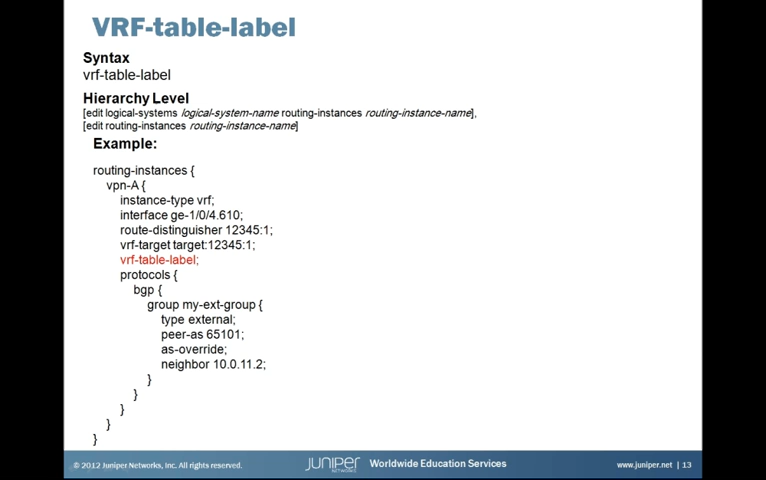 VRF-table-label
Syntax
vrf-table-label
Hierarchy Level
[edit logical-systems logical-system-name routing-instances routing-instance-name],
[edit routing-instances routing-instance-name]
Example:
routing-instances {
vpn-A {
instance-type vrf;
interface ge-1/0/4.610;
route-distinguisher 12345:1;
vrf-target target:12345:1;
vrf-table-label;
protocols {
bgp {
group my-ext-group {
type external;
peer-as 65101;
as-override;
neighbor 10.0.11.2;
}
}
}
}
}
© 2012 Juniper Networks, Inc. All rights reserved. JUNIPER NETWORKS Worldwide Education Services www.juniper.net | 13